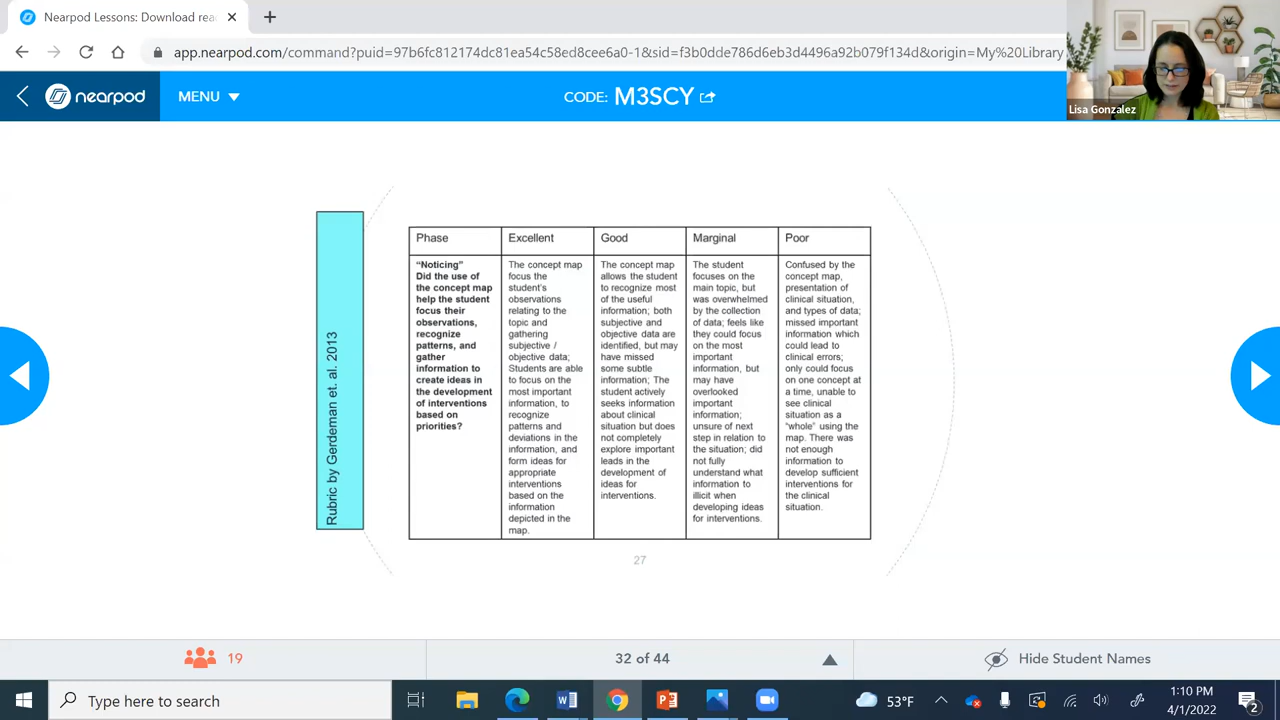 Nearpod Lessons: Download rea
app.nearpod.com/command?puid=97b6fc812174dc81ea54c58ed8cee6a0-1&sid=f3b0dde786d6eb3d4496a92b079f134d&origin=My%20Library
nearpod
MENU
CODE: M3SCY
Lisa Gonzalez
Rubric by Gerdeman et. al. 2013
Phase
Excellent
Good
Marginal
Poor
“Noticing”
Did the use of
the concept map
help the student
focus their
observations,
recognize
patterns, and
gather
information to
create ideas in
the development
of interventions
based on
priorities?
The concept map
focus the
student’s
observations
relating to the
topic and
gathering
subjective /
objective data;
Students are able
to focus on the
most important
information, to
recognize
patterns and
deviations in the
information, and
form ideas for
appropriate
interventions
based on the
information
depicted in the
map.
The concept map
allows the student
to recognize most
of the useful
information; both
subjective and
objective data are
identified, but may
have missed
some subtle
information; The
student actively
seeks information
about clinical
situation but does
not completely
explore important
leads in the
development of
ideas for
interventions.
The student
focuses on the
main topic, but
was overwhelmed
by the collection
of data; feels like
they could focus
on the most
important
information, but
may have
overlooked
important
information;
unsure of next
step in relation to
the situation; did
not fully
understand what
information to
illicit when
developing ideas
for interventions.
Confused by the
concept map,
presentation of
clinical situation,
and types of data;
missed important
information which
could lead to
clinical errors;
only could focus
on one concept at
a time, unable to
see clinical
situation as a
“whole” using the
map. There was
not enough
information to
develop sufficient
interventions for
the clinical
situation.
27
19
32 of 44
Hide Student Names
Type here to search
53°F
1:10 PM
4/1/2022
2